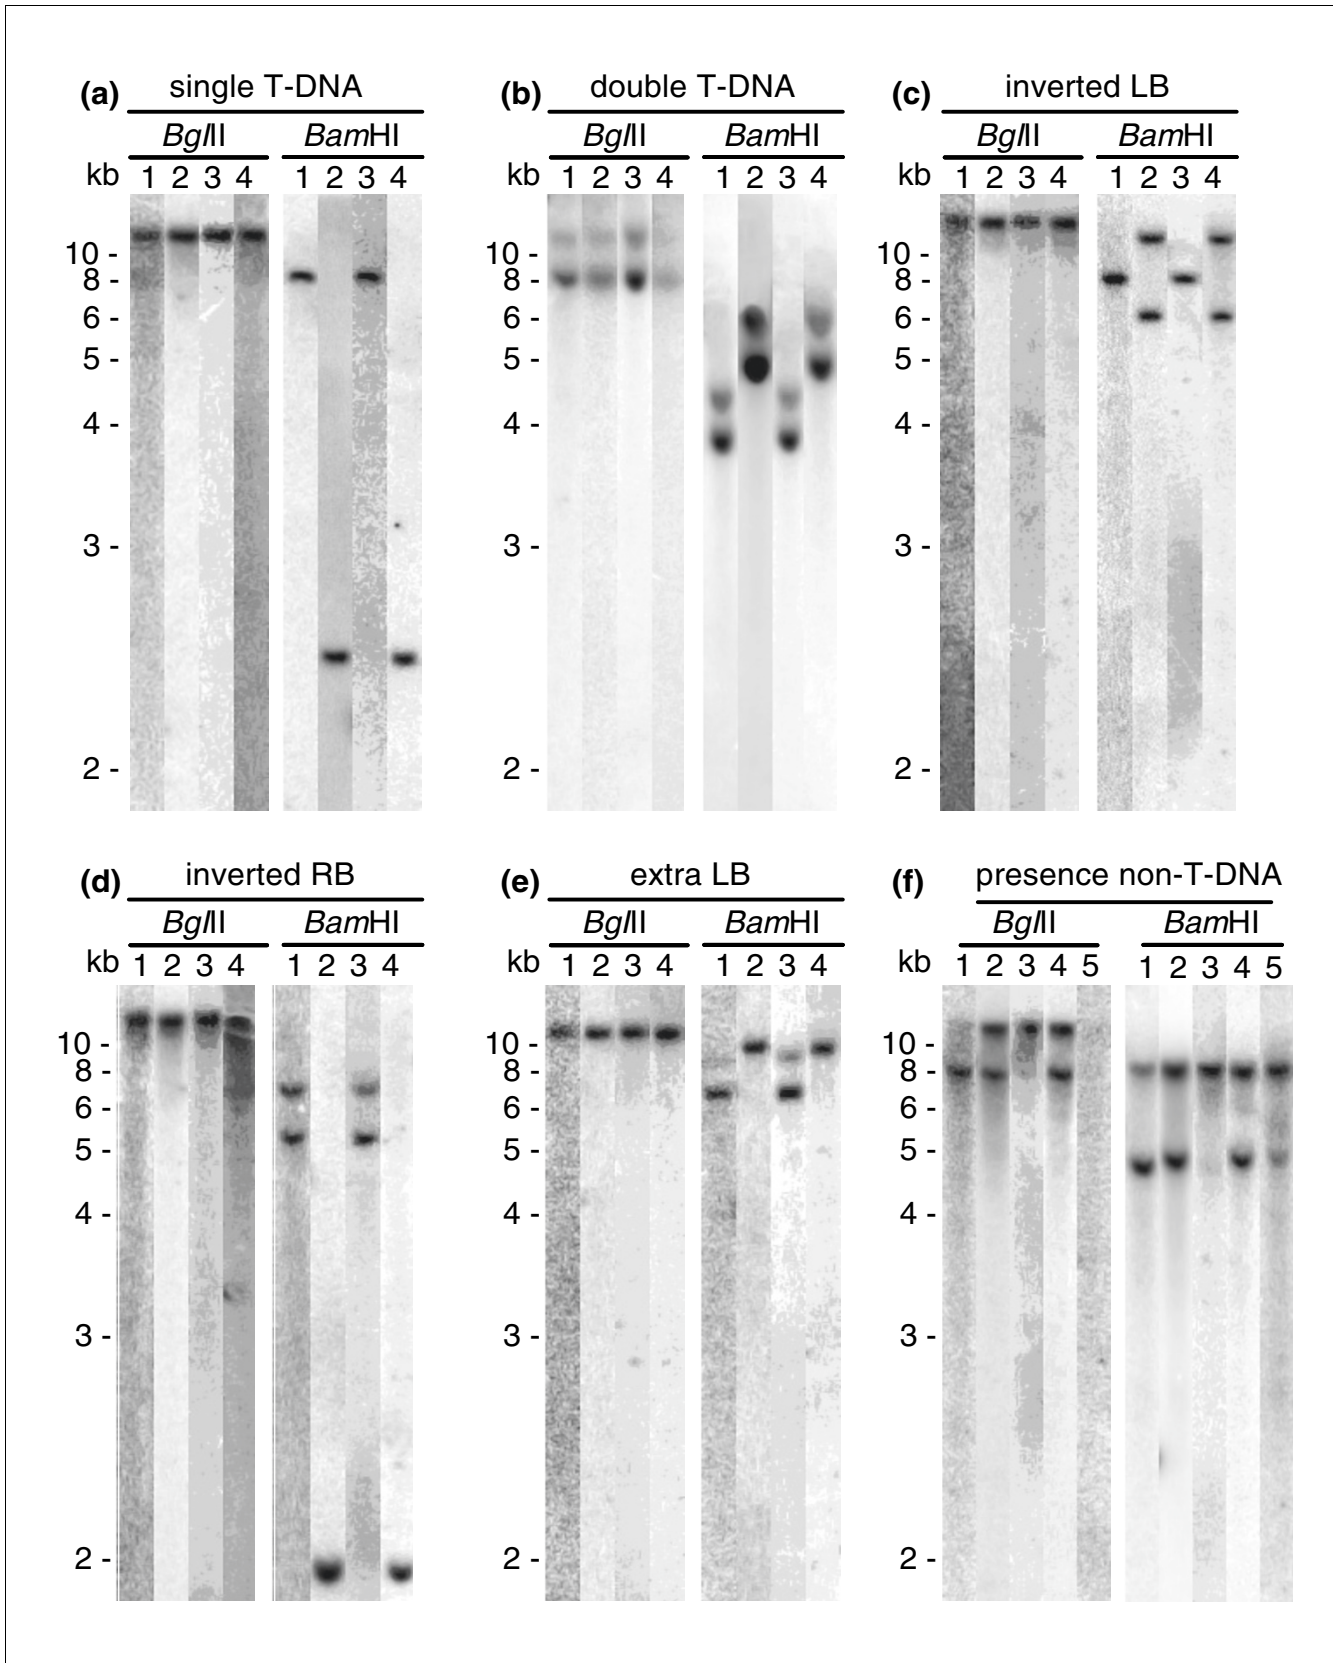 (a) single T-DNA (b) double T-DNA (c) inverted LB
BglII BamHI BglII BamHI BglII BamHI
kb 1 2 3 4 1 2 3 4 kb 1 2 3 4 1 2 3 4 kb 1 2 3 4 1 2 3 4
10 - 10 - 10 -
8 - 8 - 8 -
6 - 6 - 6 -
5 - 5 - 5 -
4 - 4 - 4 -
3 - 3 - 3 -
2 - 2 - 2 -
(d) inverted RB (e) extra LB (f) presence non-T-DNA
BglII BamHI BglII BamHI BglII BamHI
kb 1 2 3 4 1 2 3 4 kb 1 2 3 4 1 2 3 4 kb 1 2 3 4 5 1 2 3 4 5
10 - 10 - 10 -
8 - 8 - 8 -
6 - 6 - 6 -
5 - 5 - 5 -
4 - 4 - 4 -
3 - 3 - 3 -
2 - 2 - 2 -